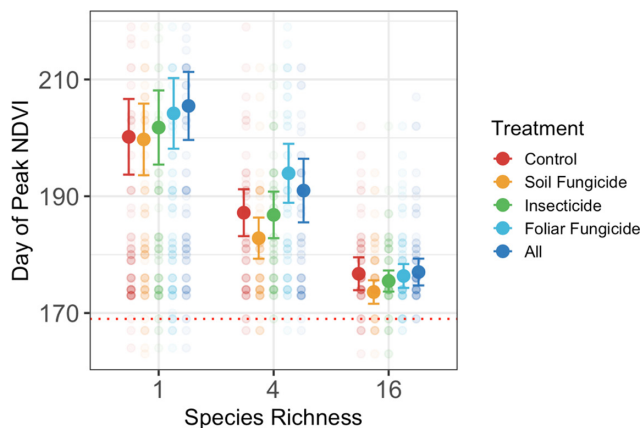 Day of Peak NDVI
210
190
170
1
4
16
Species Richness
Treatment
Control
Soil Fungicide
Insecticide
Foliar Fungicide
All